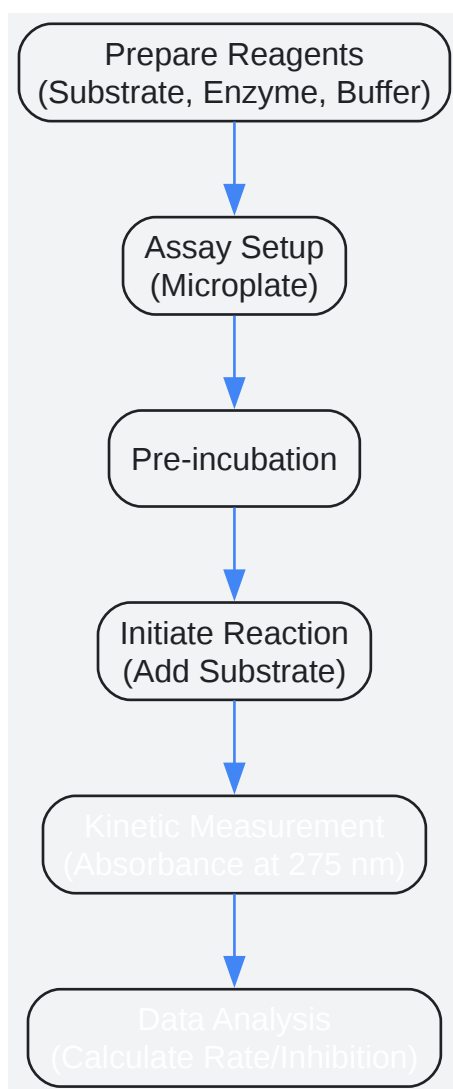 Prepare Reagents
(Substrate, Enzyme, Buffer)
Assay Setup
(Microplate)
Pre-incubation
Initiate Reaction
(Add Substrate)
Kinetic Measurement
(Absorbance at 275 nm)
Data Analysis
(Calculate Rate/Inhibition)